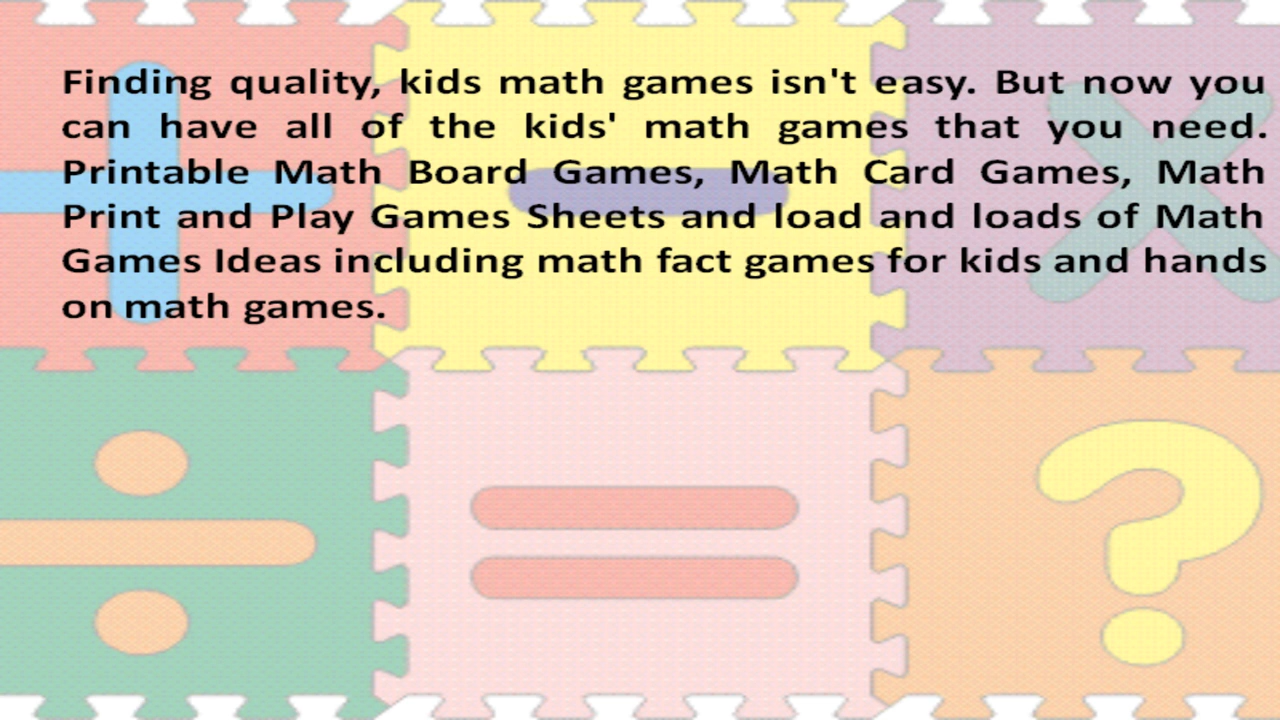 Finding quality, kids math games isn't easy. But now you
can have all of the kids' math games that you need.
Printable Math Board Games, Math Card Games, Math
Print and Play Games Sheets and load and loads of Math
Games Ideas including math fact games for kids and hands
on math games.